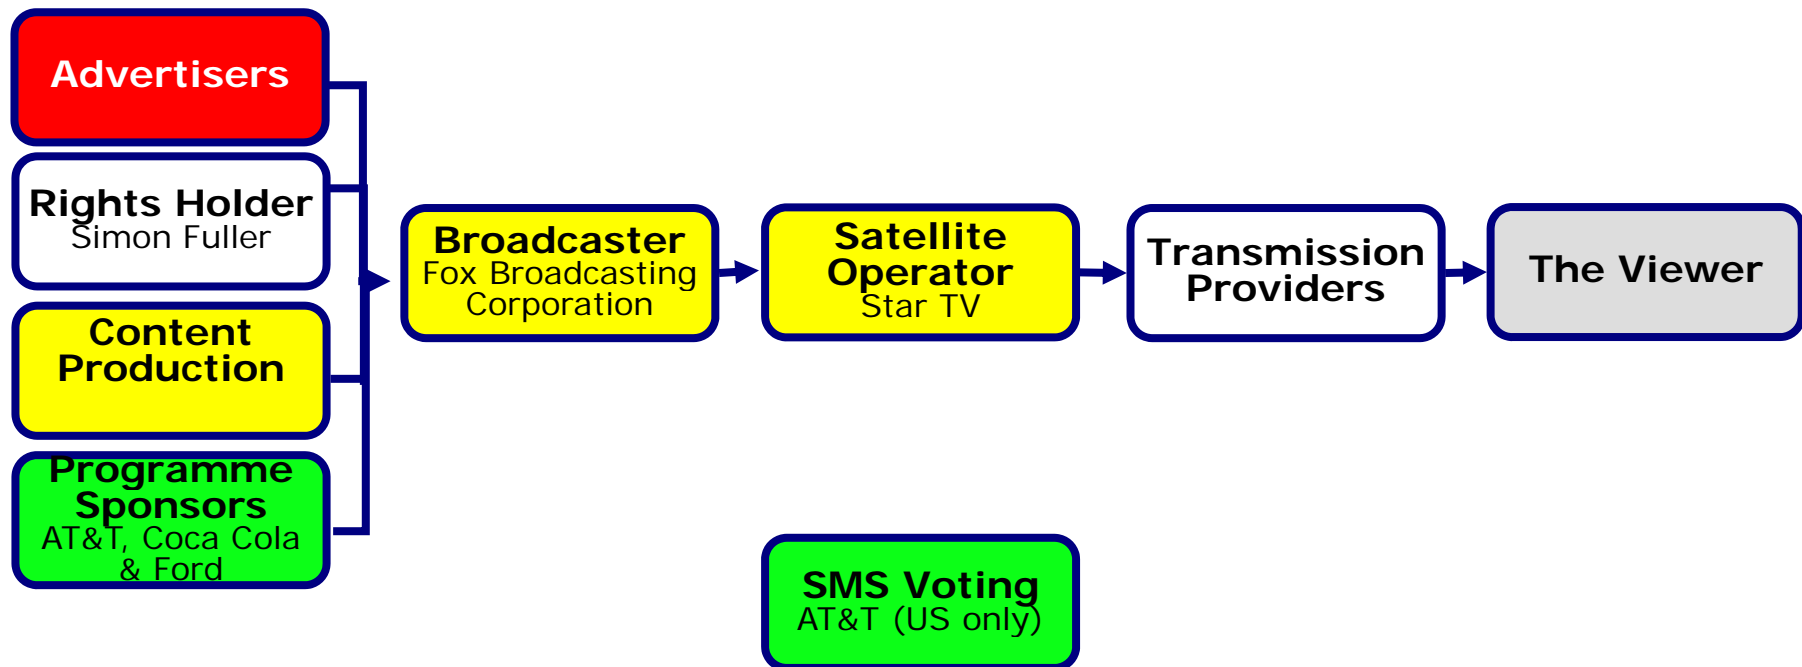 Advertisers
Rights Holder
Simon Fuller
Content
Production
Programme
Sponsors
AT&T, Coca Cola
& Ford
Broadcaster
Fox Broadcasting
Corporation
Satellite
Operator
Star TV
Transmission
Providers
The Viewer
SMS Voting
AT&T (US only)